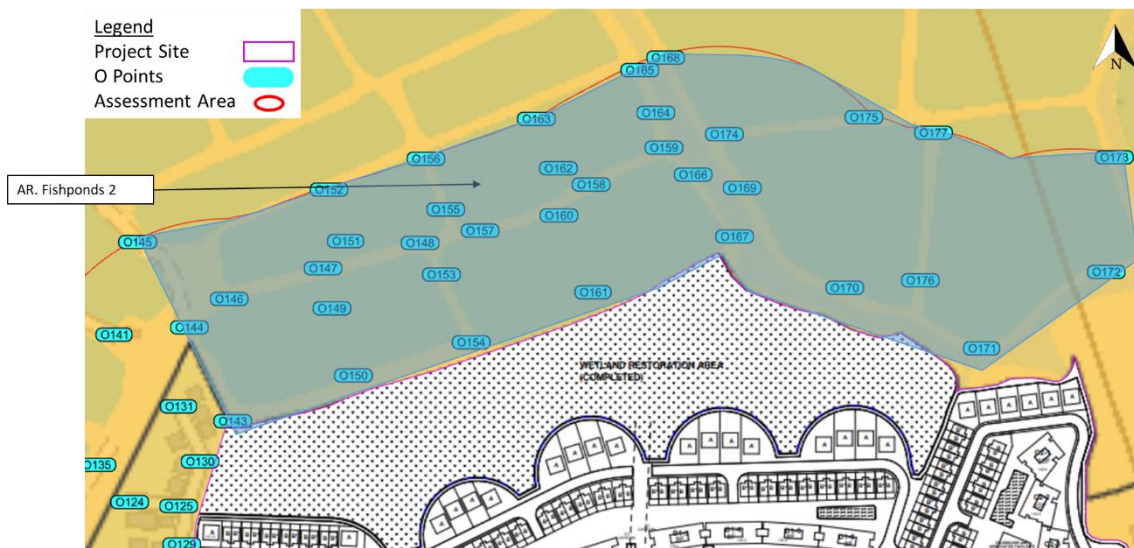 Legend
Project Site
O Points
Assessment Area
N
O168
O165
O164
O175
O163
O177
O174
O159
O156
O173
O162
O166
O158
O169
AR. Fishponds 2
O152
O155
O160
O157
O167
O145
O151
O148
O147
O153
O172
O176
O170
O161
O146
O149
O144
O141
O154
O171
WETLAND RESTORATION AREA
(COMPLETED)
O150
O131
O143
O130
O135
O124
O125
O129